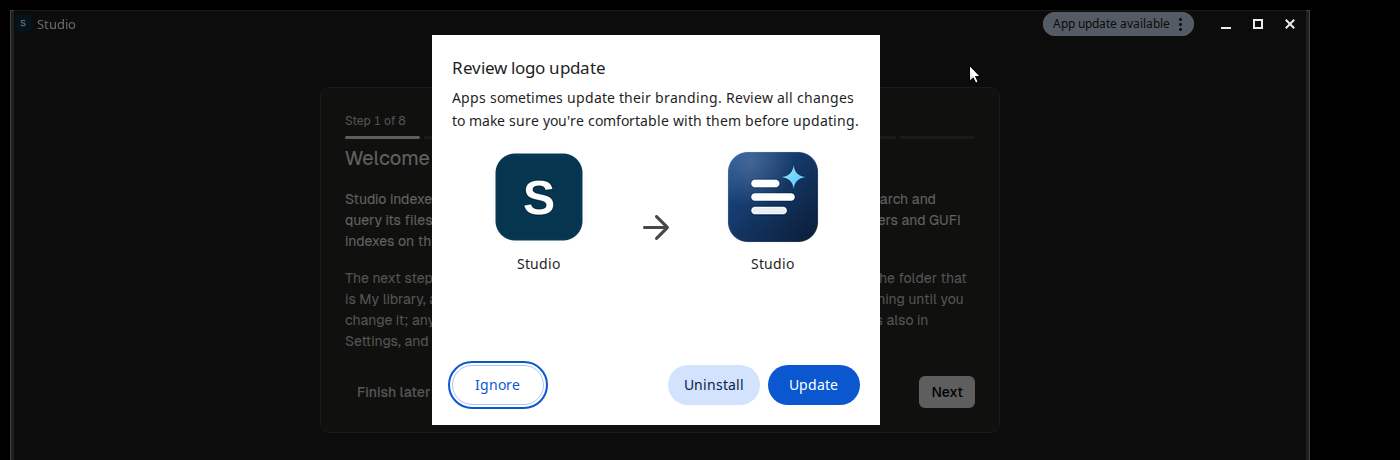 S Studio
App update available
Review logo update
Apps sometimes update their branding. Review all changes
to make sure you're comfortable with them before updating.
S
Studio
Studio
Ignore
Uninstall
Update
Step 1 of 8
Welcome
Studio indexe
arch and
query its files
ers and GUFI
indexes on th
The next step
he folder that
is My library,
ning until you
change it; any
s also in
Settings, and
Finish later
Next